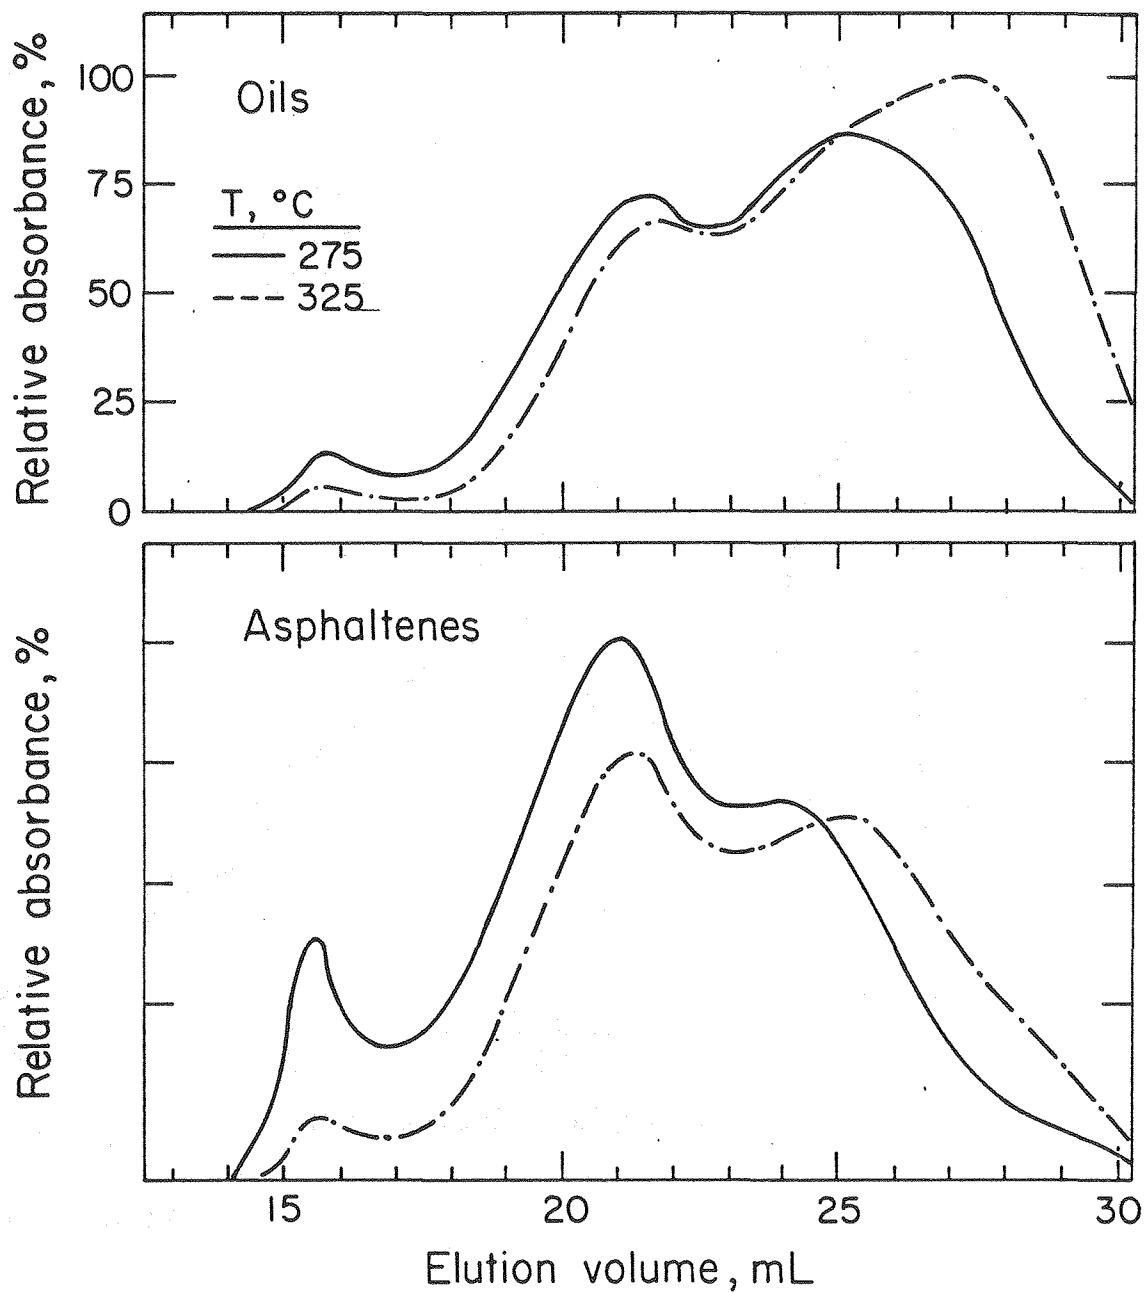 Relative absorbance, %
100
75
50
25
0
Oils
T, °C
275
325
Relative absorbance, %
Asphaltenes
15
20
25
30
Elution volume, mL